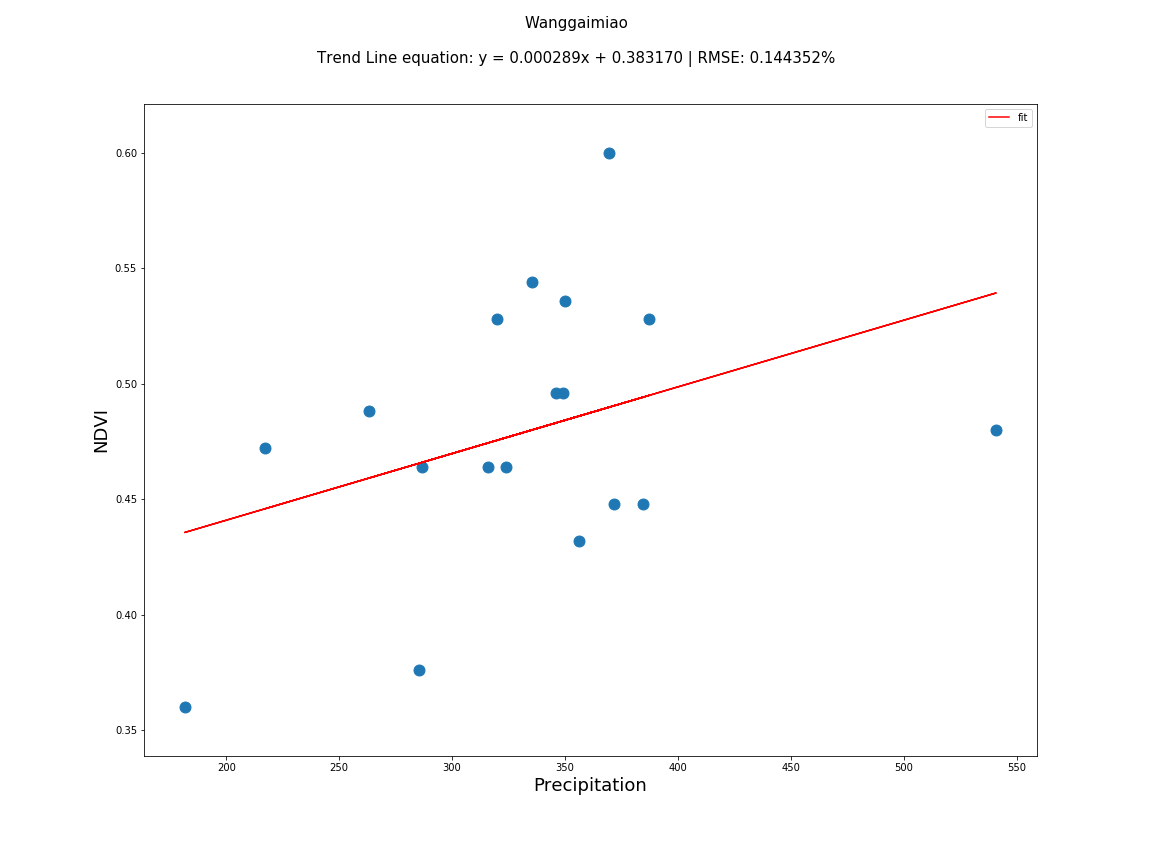 Wanggaimiao
Trend Line equation: y = 0.000289x + 0.383170 | RMSE: 0.144352%
fit
0.60
0.55
0.50
0.45
0.40
0.35
NDVI
200 250 300 350 400 450 500 550
Precipitation